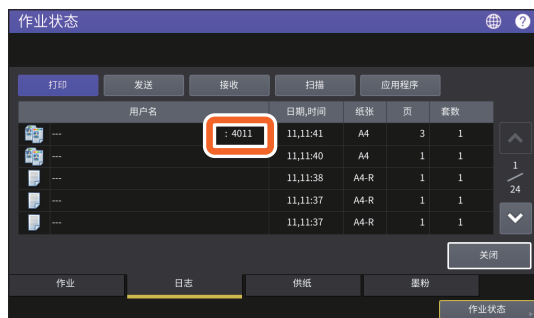 作业状态
打印 发送 接收 扫描 应用程序
用户名 日期,时间 纸张 页 套数
--- : 4011 11,11:41 A4 3 1
--- 11,11:40 A4 1 1
--- 11,11:38 A4-R 1 1
--- 11,11:37 A4-R 1 1
--- 11,11:37 A4-R 1 1
1
24
关闭
作业 日志 供纸 墨粉
作业状态